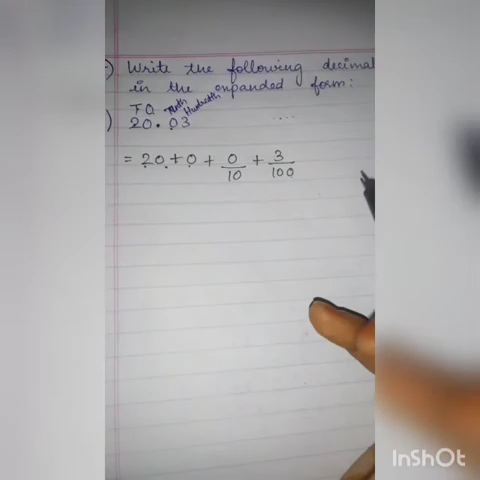 Write the following decimal
in the expanded form:
TO Tenth Hundredth
) 20.03 ....
= 20 + 0 + 0/10 + 3/100
InShOt